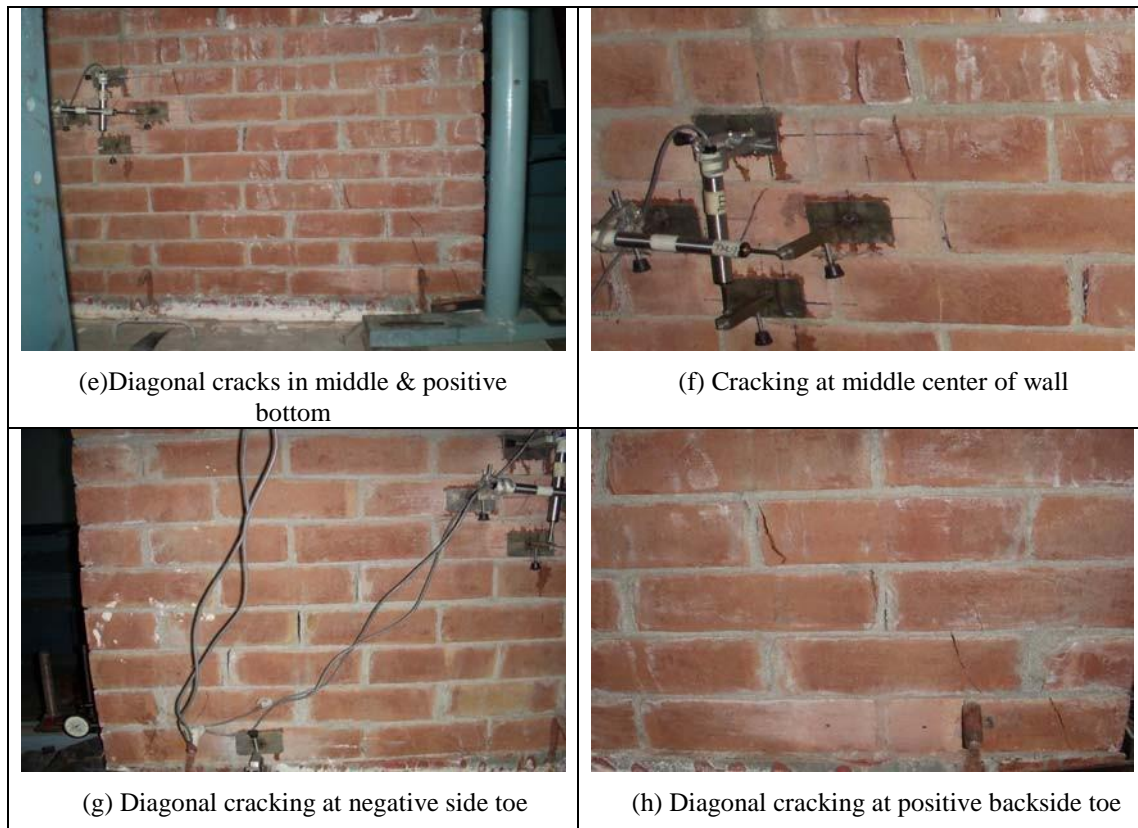 (e)Diagonal cracks in middle & positive
bottom
(f) Cracking at middle center of wall
(g) Diagonal cracking at negative side toe
(h) Diagonal cracking at positive backside toe